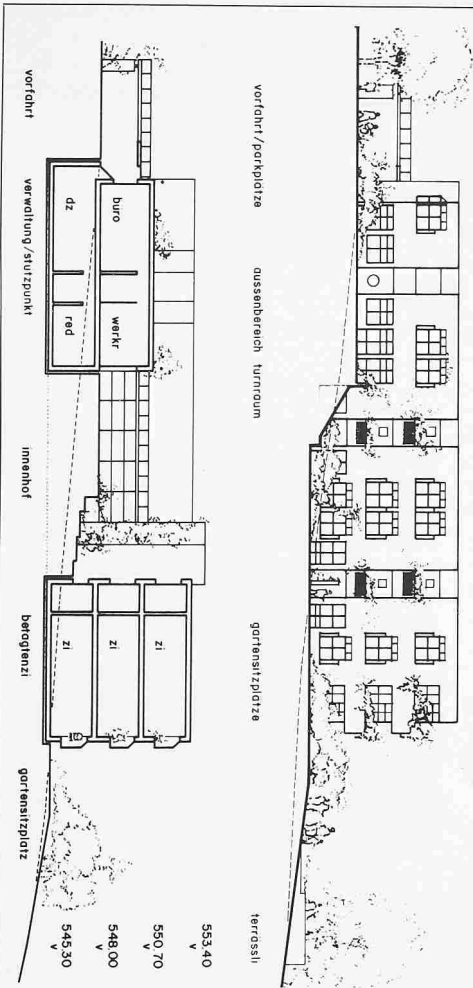 vorfahrt/parkplätze aussenbereich turnraum gartensitzplätze terrässli
553.40
zi 550.70
büro werkr zi 548.00
dz red zi 545.30
vorfahrt verwaltung/stützpunkt innenhof betagtenzi gartensitzplatz